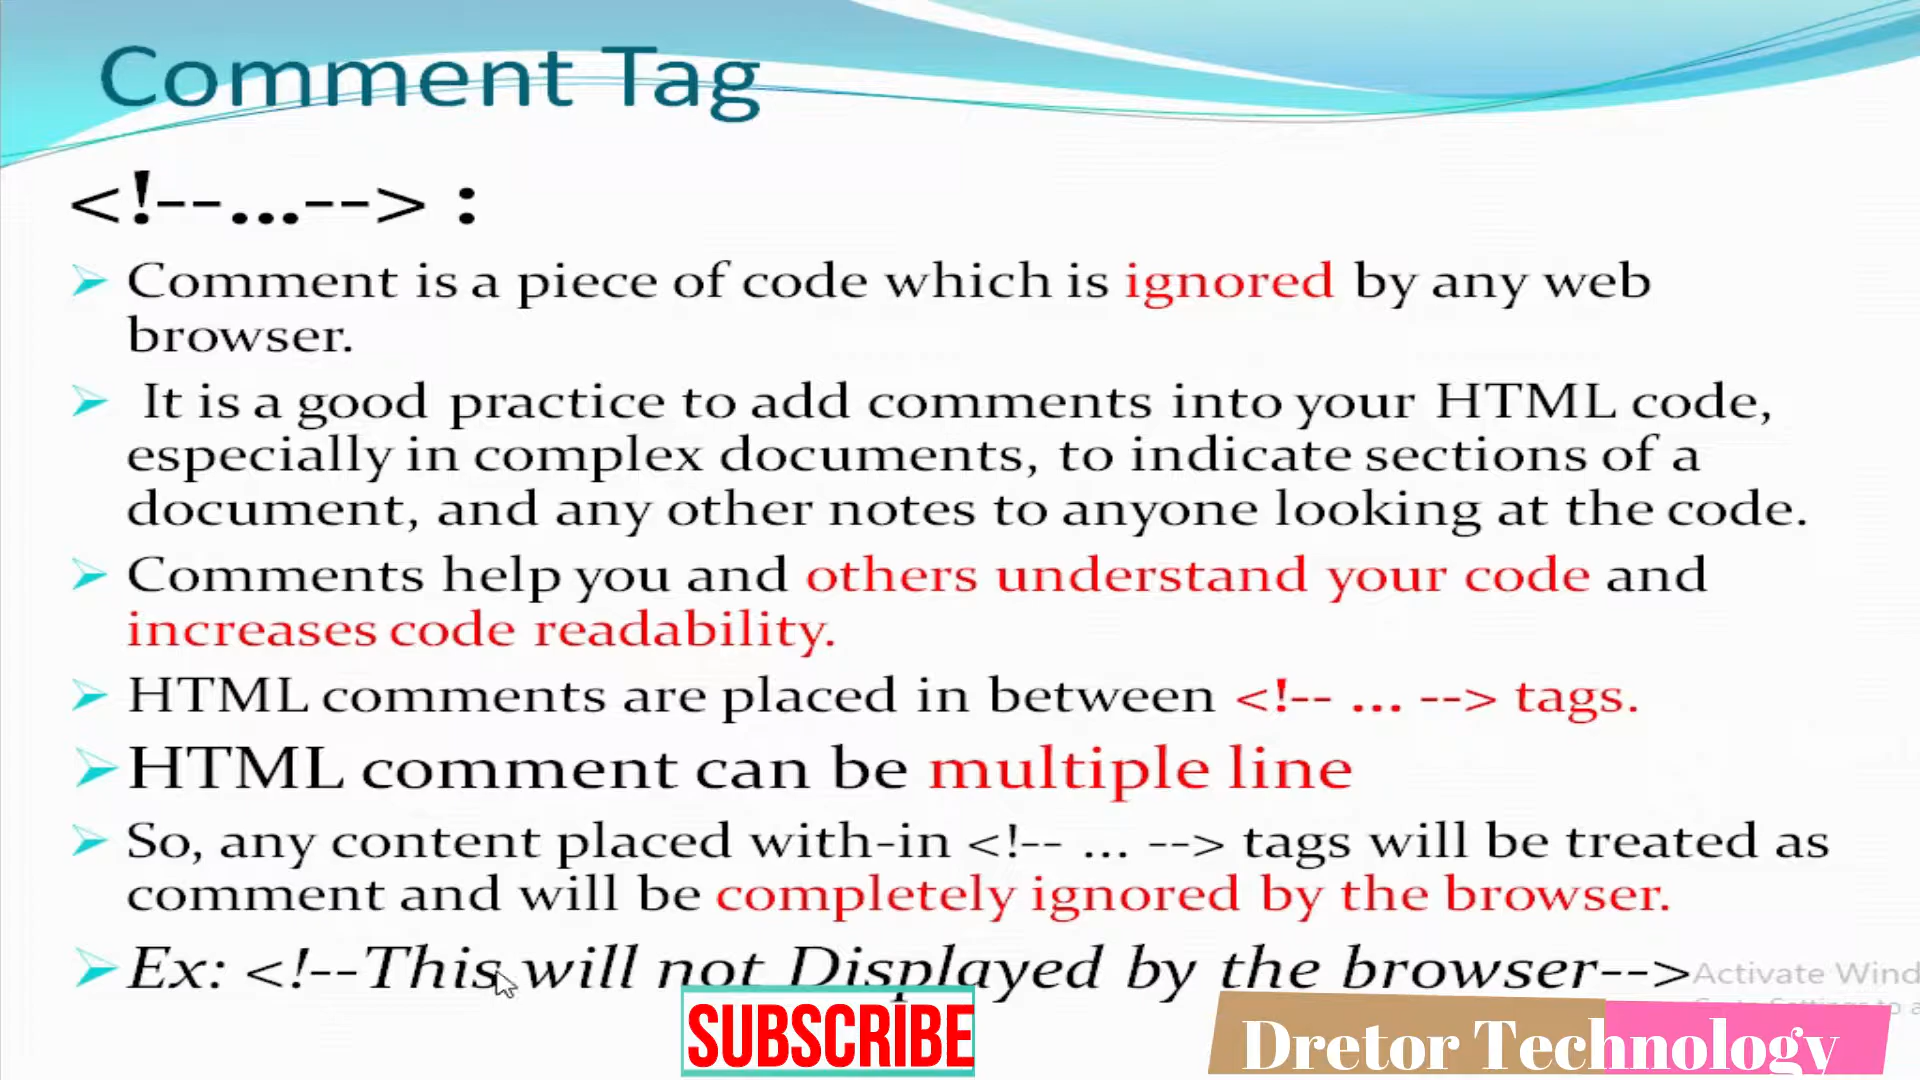 Comment Tag
<!--...--> :
Comment is a piece of code which is ignored by any web
browser.
It is a good practice to add comments into your HTML code,
especially in complex documents, to indicate sections of a
document, and any other notes to anyone looking at the code.
Comments help you and others understand your code and
increases code readability.
HTML comments are placed in between <!-- ... --> tags.
HTML comment can be multiple line
So, any content placed with-in <!-- ... --> tags will be treated as
comment and will be completely ignored by the browser.
Ex: <!--This will not Displayed by the browser-->
Activate Wind
SUBSCRİBE
Dretor Technology